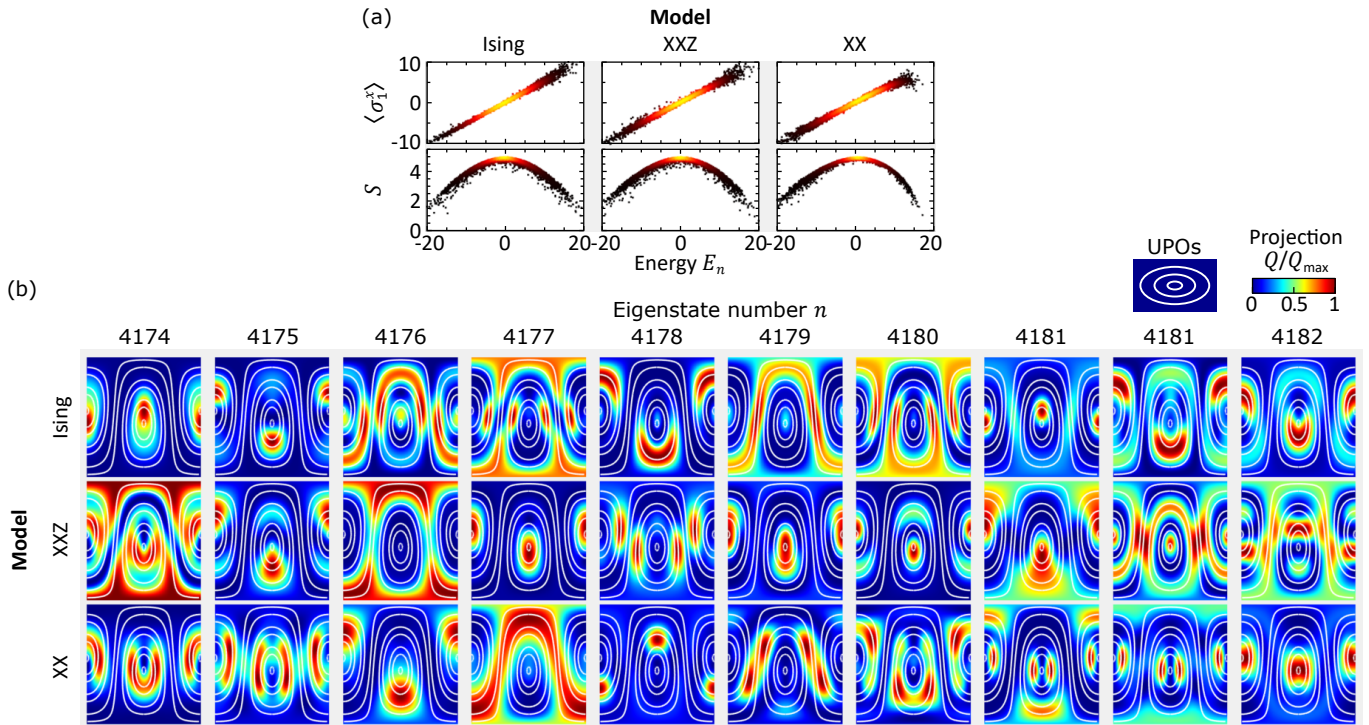 (a)
Model
Ising XXZ XX
⟨σ₁ˣ⟩
10
0
-10
S
4
2
0
-20 0 20 -20 0 20 -20 0 20
Energy Eₙ
UPOs
Projection
Q/Qmax
0 0.5 1
(b)
Eigenstate number n
4174 4175 4176 4177 4178 4179 4180 4181 4181 4182
Model
Ising
XXZ
XX